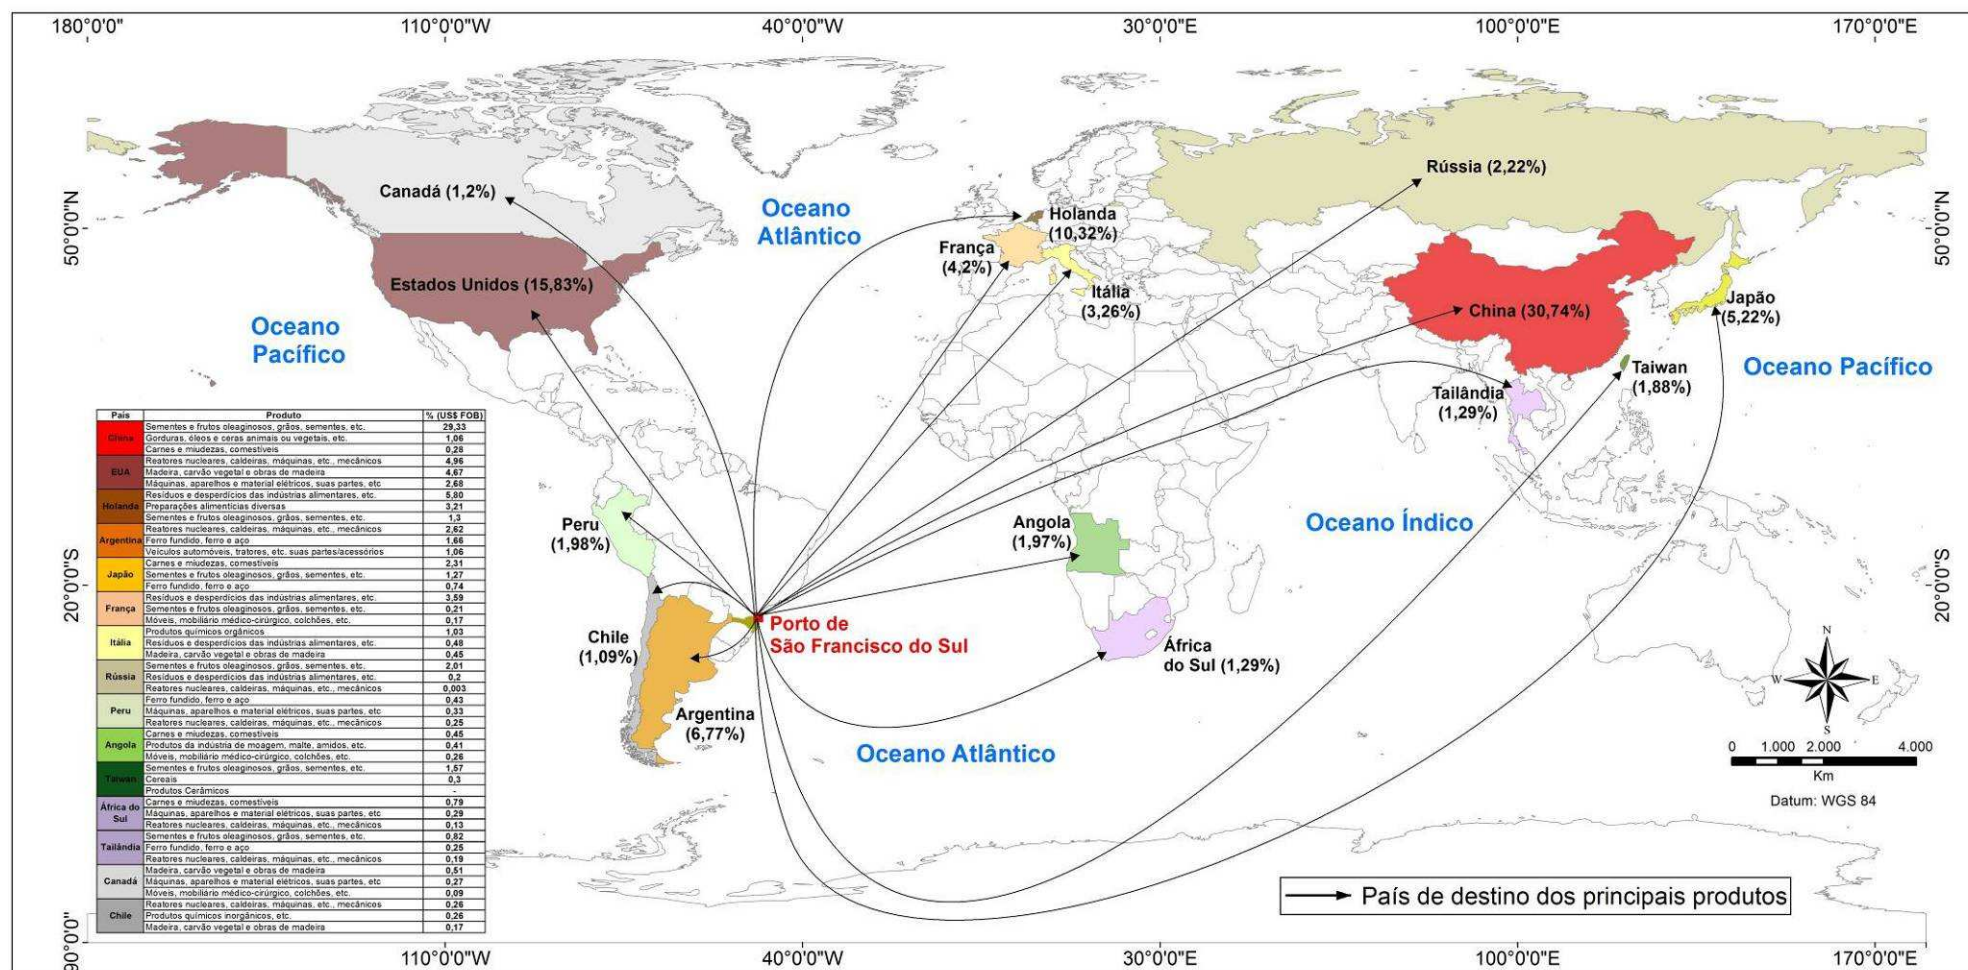 180°0'0"W
110°0'0"W
40°0'0"W
30°0'0"E
100°0'0"E
170°0'0"E
50°0'0"N
20°0'0"S
90°0'0"
50°0'0"N
20°0'0"S
Canadá (1,2%)
Estados Unidos (15,83%)
Oceano
Pacífico
Oceano
Atlântico
Holanda
(10,32%)
França
(4,2%)
Itália
(3,26%)
Rússia (2,22%)
China (30,74%)
Japão
(5,22%)
Oceano Pacífico
Taiwan
(1,88%)
Tailândia
(1,29%)
Oceano Índico
Angola
(1,97%)
Peru
(1,98%)
Chile
(1,09%)
Porto de
São Francisco do Sul
África
do Sul (1,29%)
Argentina
(6,77%)
Oceano Atlântico
País Produto % (US$ FOB)
China
Sementes e frutos oleaginosos, grãos, sementes, etc. 29,33
Gorduras, óleos e ceras animais ou vegetais, etc. 1,06
Carnes e miudezas, comestíveis 0,28
EUA
Reatores nucleares, caldeiras, máquinas, etc., mecânicos 4,96
Madeira, carvão vegetal e obras de madeira 4,67
Máquinas, aparelhos e material elétricos, suas partes, etc 2,68
Holanda
Resíduos e desperdícios das indústrias alimentares, etc. 5,80
Preparações alimentícias diversas 3,21
Sementes e frutos oleaginosos, grãos, sementes, etc. 1,3
Argentina
Reatores nucleares, caldeiras, máquinas, etc., mecânicos 2,62
Ferro fundido, ferro e aço 1,66
Veículos automóveis, tratores, etc. suas partes/acessórios 1,06
Japão
Carnes e miudezas, comestíveis 2,31
Sementes e frutos oleaginosos, grãos, sementes, etc. 1,27
Ferro fundido, ferro e aço 0,74
França
Resíduos e desperdícios das indústrias alimentares, etc. 3,59
Sementes e frutos oleaginosos, grãos, sementes, etc. 0,21
Móveis, mobiliário médico-cirúrgico, colchões, etc. 0,17
Itália
Produtos químicos orgânicos 1,03
Resíduos e desperdícios das indústrias alimentares, etc. 0,48
Madeira, carvão vegetal e obras de madeira 0,45
Rússia
Sementes e frutos oleaginosos, grãos, sementes, etc. 2,01
Resíduos e desperdícios das indústrias alimentares, etc. 0,2
Reatores nucleares, caldeiras, máquinas, etc., mecânicos 0,003
Peru
Ferro fundido, ferro e aço 0,43
Máquinas, aparelhos e material elétricos, suas partes, etc 0,33
Reatores nucleares, caldeiras, máquinas, etc., mecânicos 0,25
Angola
Carnes e miudezas, comestíveis 0,45
Produtos da indústria de moagem, malte, amidos, etc. 0,41
Móveis, mobiliário médico-cirúrgico, colchões, etc. 0,26
Taiwan
Sementes e frutos oleaginosos, grãos, sementes, etc. 1,57
Cereais 0,3
Produtos Cerâmicos -
África do
Sul
Carnes e miudezas, comestíveis 0,79
Máquinas, aparelhos e material elétricos, suas partes, etc 0,29
Reatores nucleares, caldeiras, máquinas, etc., mecânicos 0,13
Tailândia
Sementes e frutos oleaginosos, grãos, sementes, etc. 0,82
Ferro fundido, ferro e aço 0,25
Reatores nucleares, caldeiras, máquinas, etc., mecânicos 0,19
Canadá
Madeira, carvão vegetal e obras de madeira 0,51
Máquinas, aparelhos e material elétricos, suas partes, etc 0,27
Móveis, mobiliário médico-cirúrgico, colchões, etc. 0,09
Chile
Reatores nucleares, caldeiras, máquinas, etc., mecânicos 0,26
Produtos químicos inorgânicos, etc. 0,26
Madeira, carvão vegetal e obras de madeira 0,17
N
W
E
S
0 1.000 2.000 4.000
Km
Datum: WGS 84
País de destino dos principais produtos
110°0'0"W
40°0'0"W
30°0'0"E
100°0'0"E
170°0'0"E